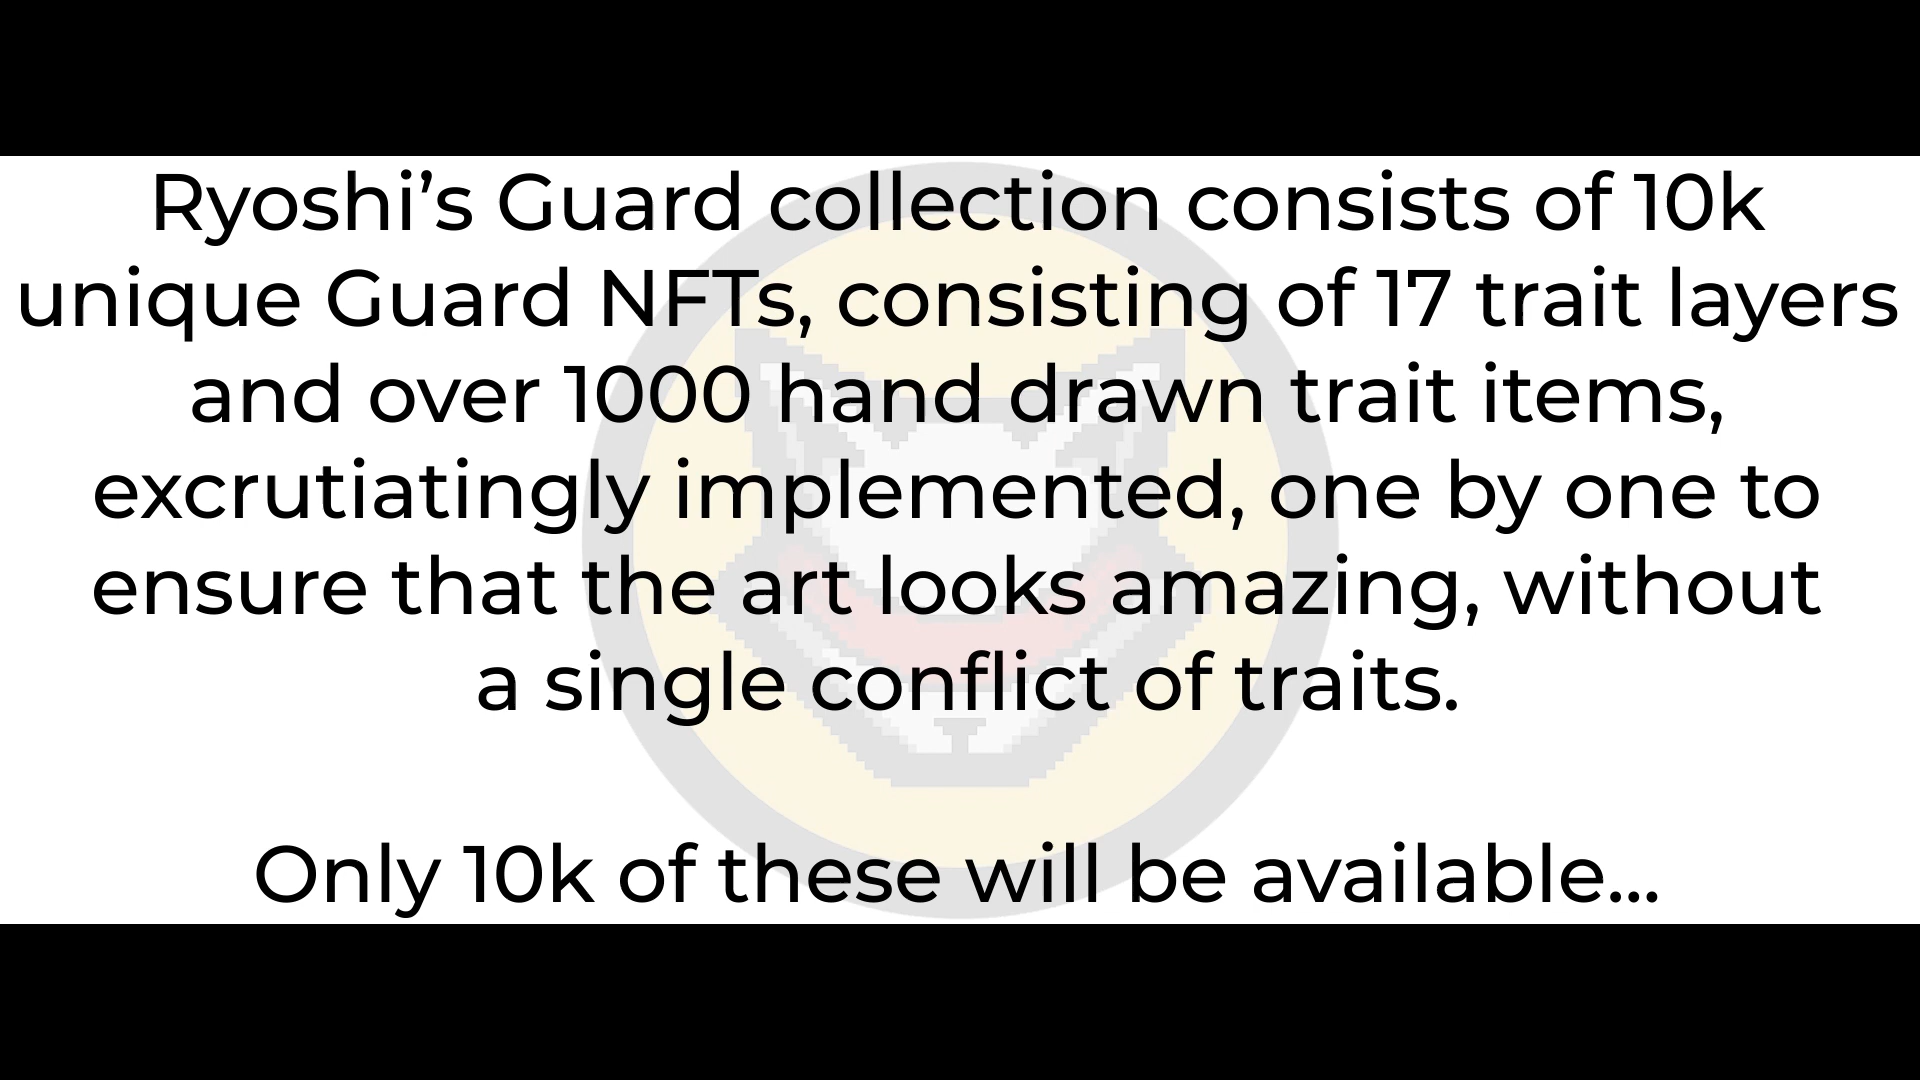 Ryoshi’s Guard collection consists of 10k
unique Guard NFTs, consisting of 17 trait layers
and over 1000 hand drawn trait items,
excrutiatingly implemented, one by one to
ensure that the art looks amazing, without
a single conflict of traits.
Only 10k of these will be available...